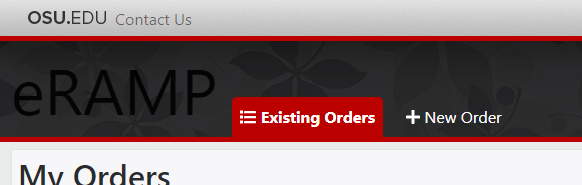 OSU.EDU Contact Us
eRAMP
Existing Orders New Order
My Orders